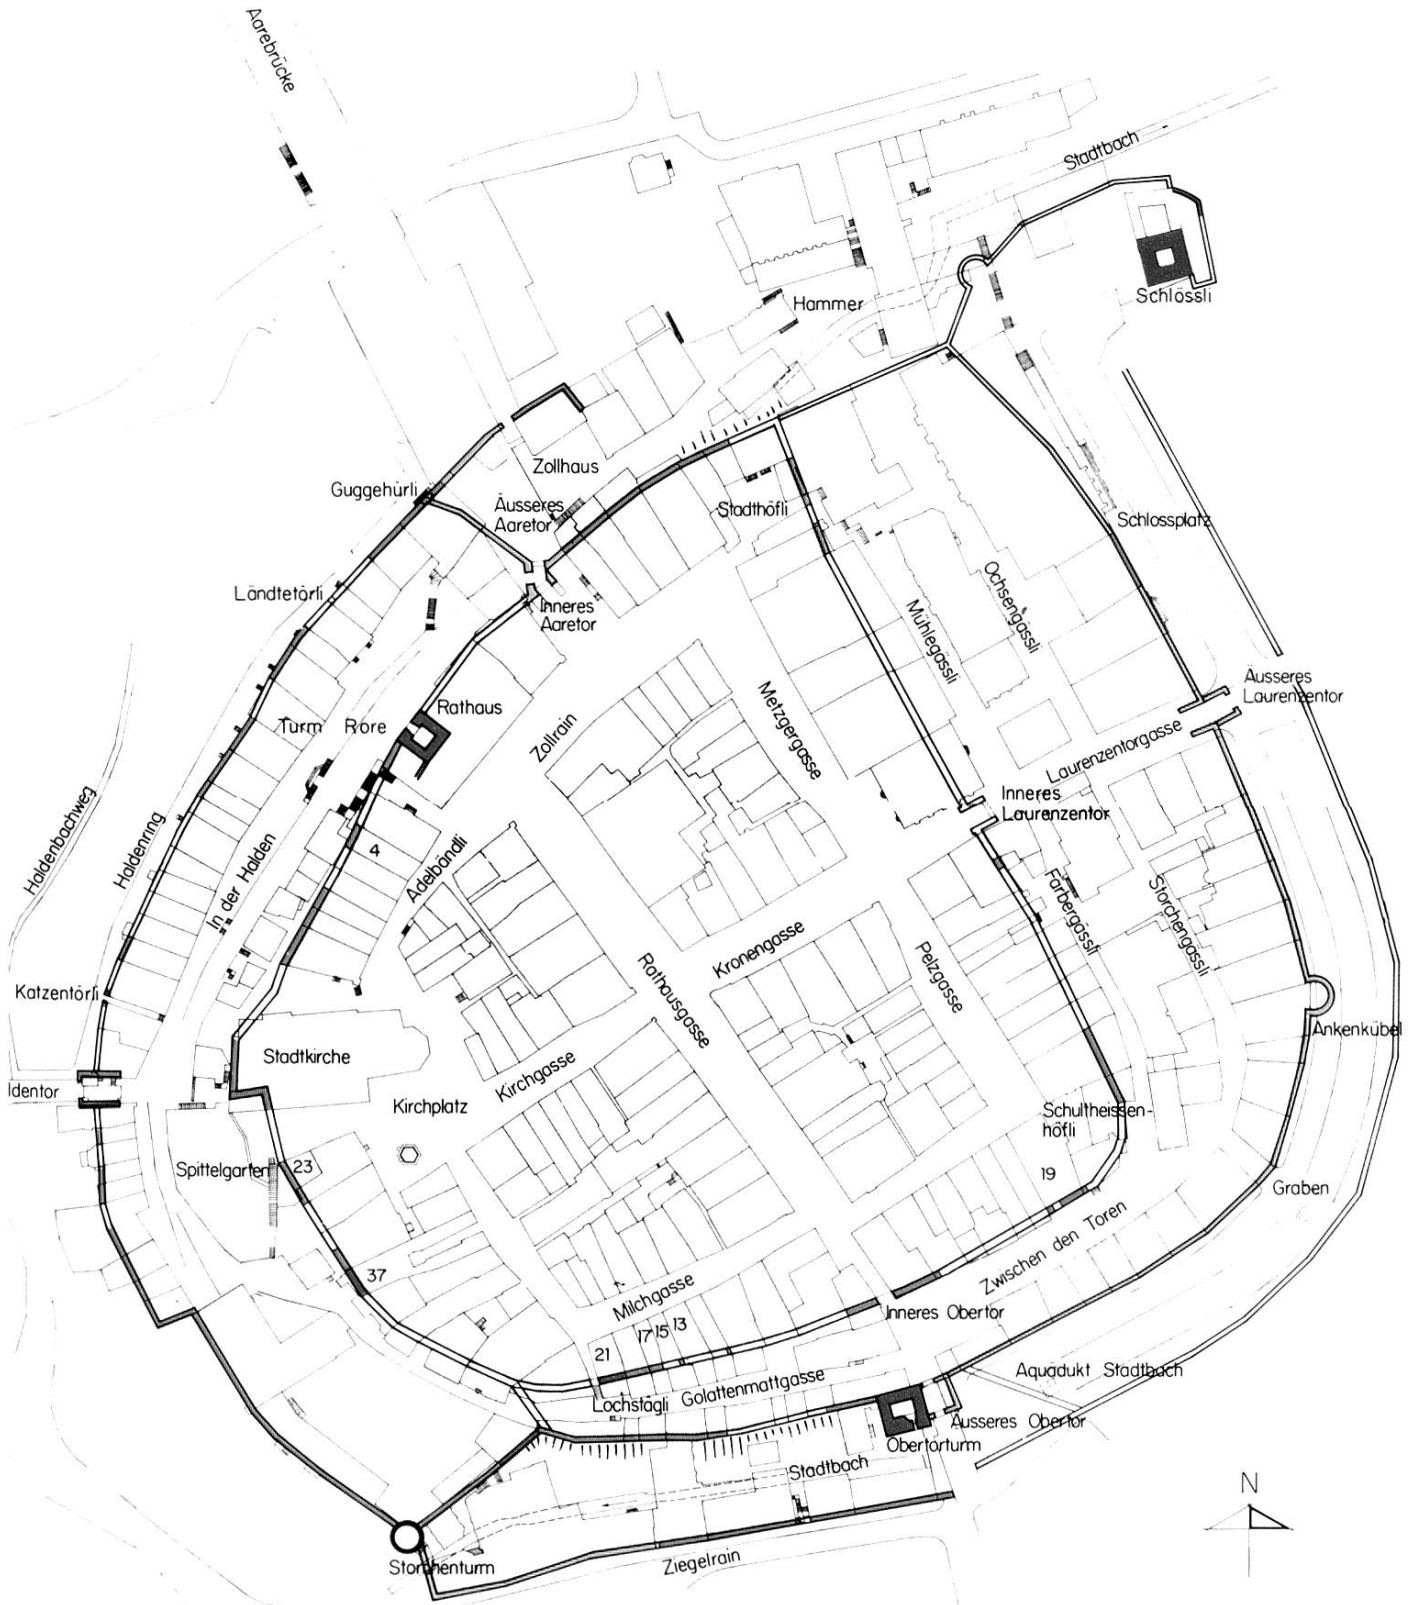 Aarebrücke
Stadtbach
Schlössli
Hammer
Zollhaus
Guggehürli
Äusseres
Aaretor
Stadthöfli
Schlossplatz
Ländtetörli
Inneres
Aaretor
Ochsengässli
Mühlegässli
Äusseres
Laurenzentor
Rathaus
Turm Rore
Zollrain
Metzgergasse
Laurenzentorgasse
Inneres
Laurenzentor
Haldenbachweg
Haldenring
In der Halden
4
Adelbändli
Färbergässli
Storchengässli
Kronengasse
Pelzgasse
Rathausgasse
Katzentörli
Ankenkübel
Stadtkirche
Kirchgasse
ldentor
Kirchplatz
Schultheissen-
höfli
Spittelgarten
23
19
Graben
37
Zwischen den Toren
Milchgasse
Inneres Obertor
17 15 13
21
Aquädukt Stadtbach
Lochstägli
Golattenmattgasse
Äusseres Obertor
Obertorturm
Stadtbach
N
Storchenturm
Ziegelrain